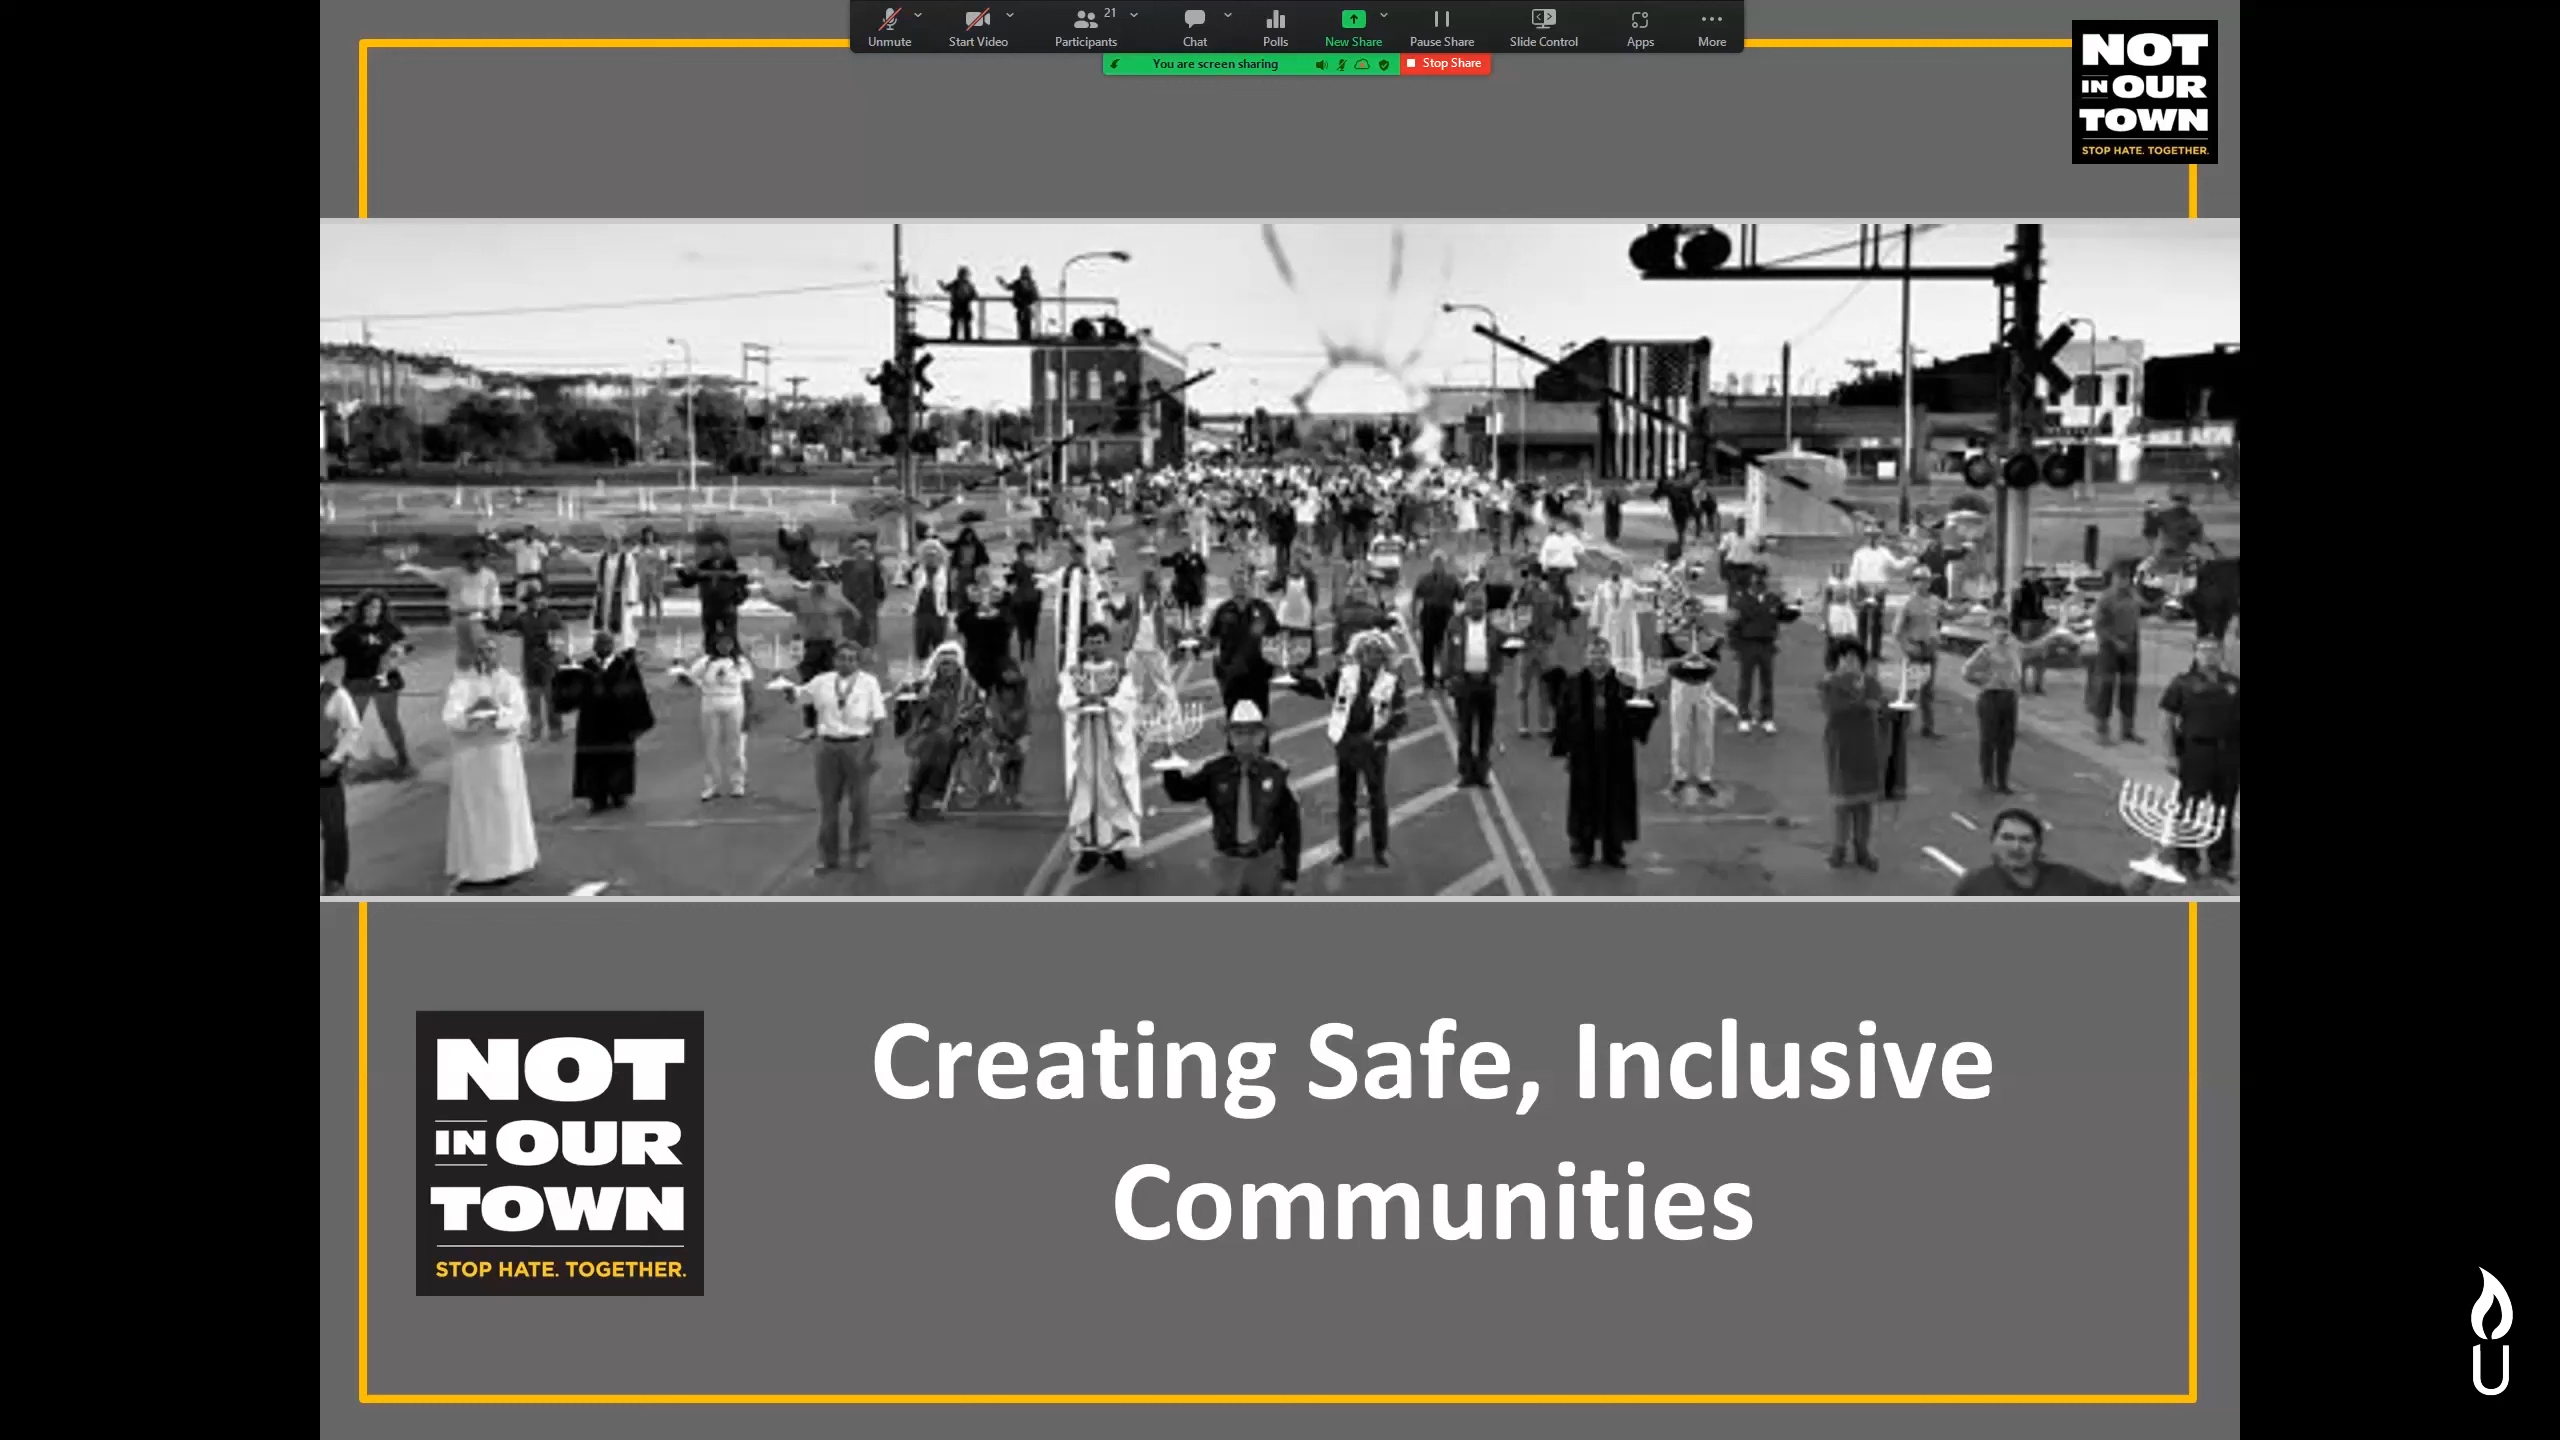 Unmute
Start Video
Participants 21
Chat
Polls
New Share
Pause Share
Slide Control
Apps
More
You are screen sharing
Stop Share
NOT
IN OUR
TOWN
STOP HATE. TOGETHER.
NOT
IN OUR
TOWN
STOP HATE. TOGETHER.
Creating Safe, Inclusive
Communities